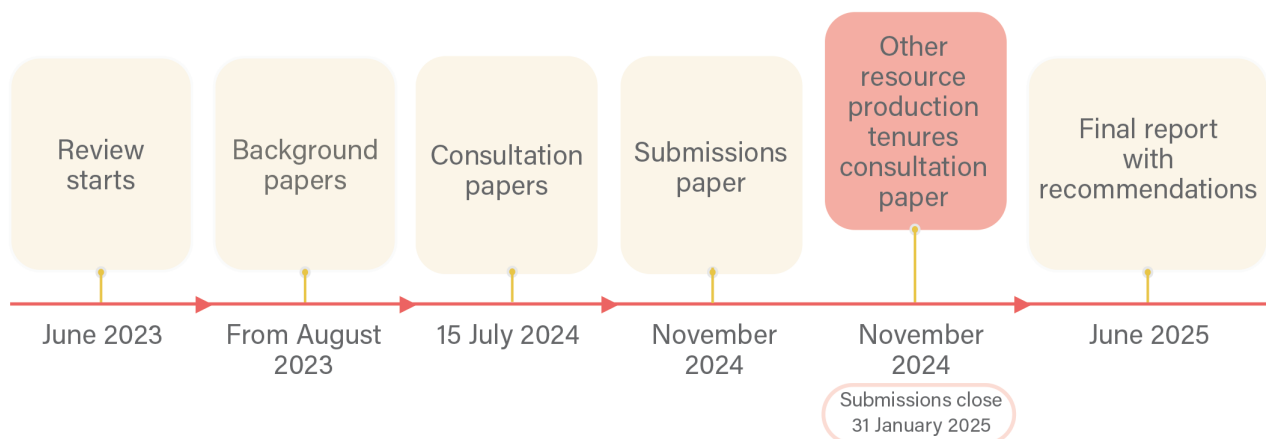 Review
starts
Background
papers
Consultation
papers
Submissions
paper
Other
resource
production
tenures
consultation
paper
Final report
with
recommendations
June 2023
From August
2023
15 July 2024
November
2024
November
2024
Submissions close
31 January 2025
June 2025